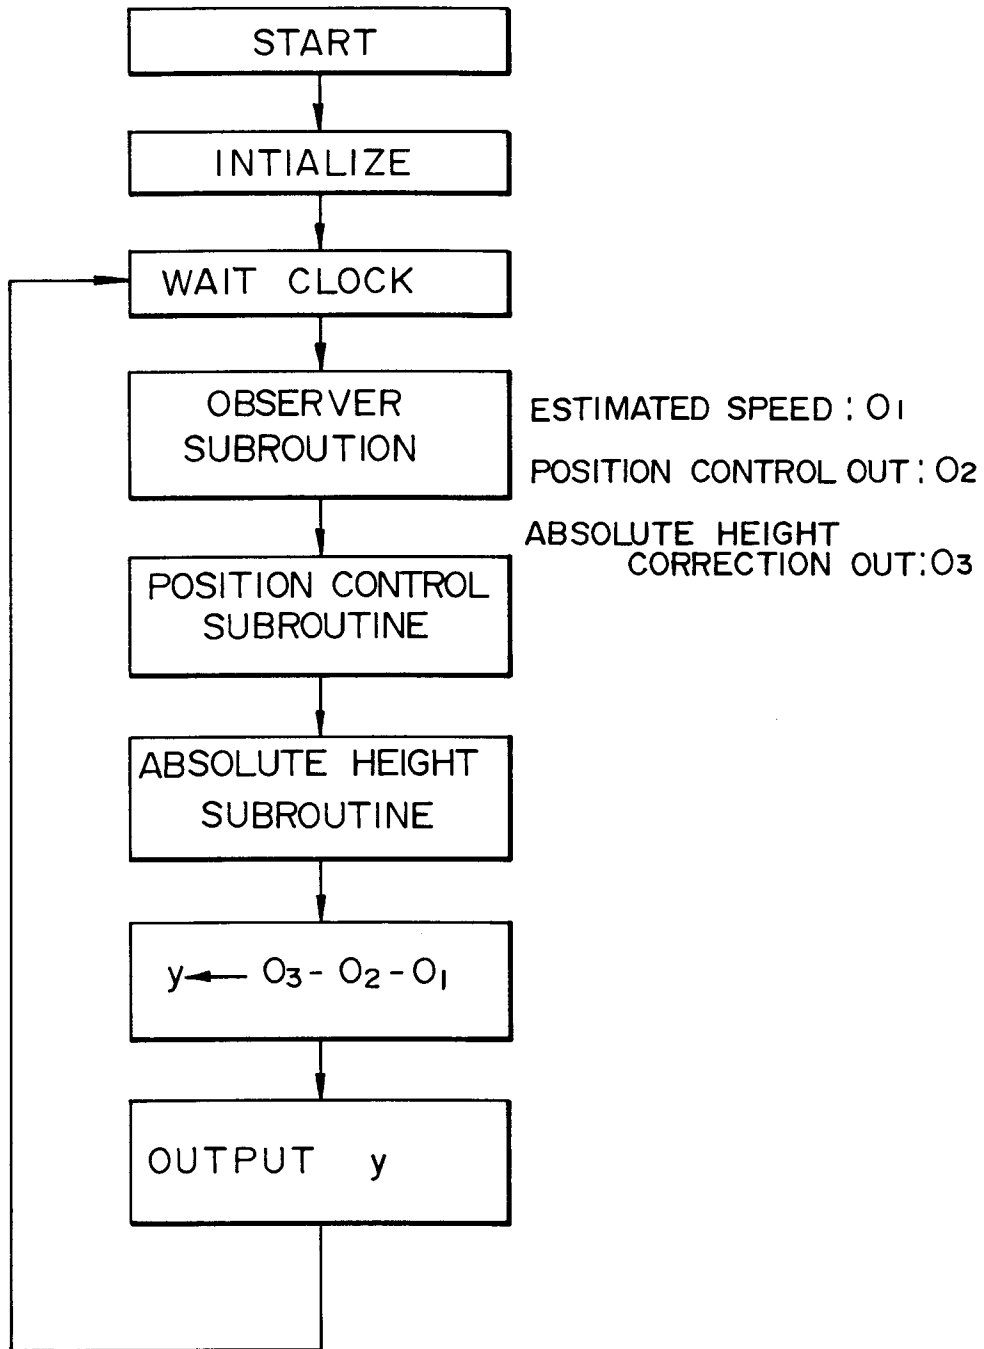 START
INTIALIZE
WAIT CLOCK
OBSERVER
SUBROUTION
ESTIMATED SPEED : O1
POSITION CONTROL OUT : O2
ABSOLUTE HEIGHT
CORRECTION OUT : O3
POSITION CONTROL
SUBROUTINE
ABSOLUTE HEIGHT
SUBROUTINE
y ← O3 - O2 - O1
OUTPUT y